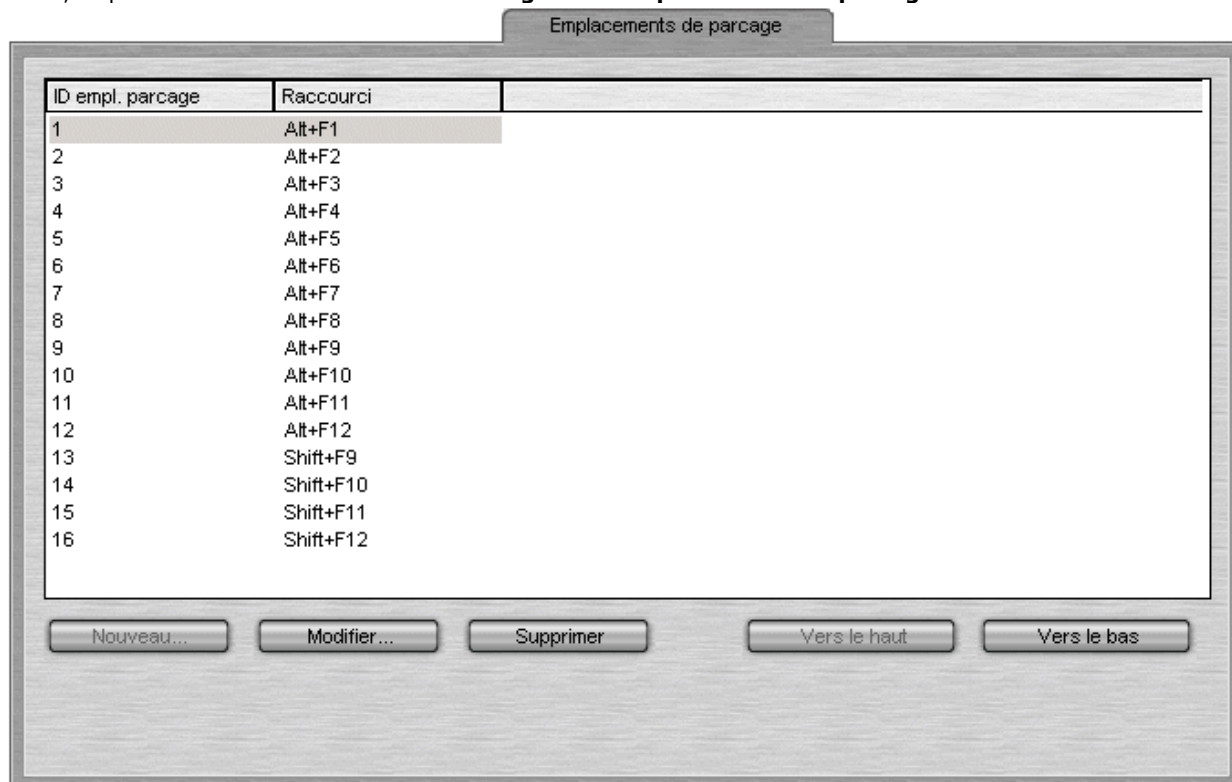 Emplacements de parcage
ID empl. parcage Raccourci
1 Alt+F1
2 Alt+F2
3 Alt+F3
4 Alt+F4
5 Alt+F5
6 Alt+F6
7 Alt+F7
8 Alt+F8
9 Alt+F9
10 Alt+F10
11 Alt+F11
12 Alt+F12
13 Shift+F9
14 Shift+F10
15 Shift+F11
16 Shift+F12
Nouveau... Modifier... Supprimer Vers le haut Vers le bas